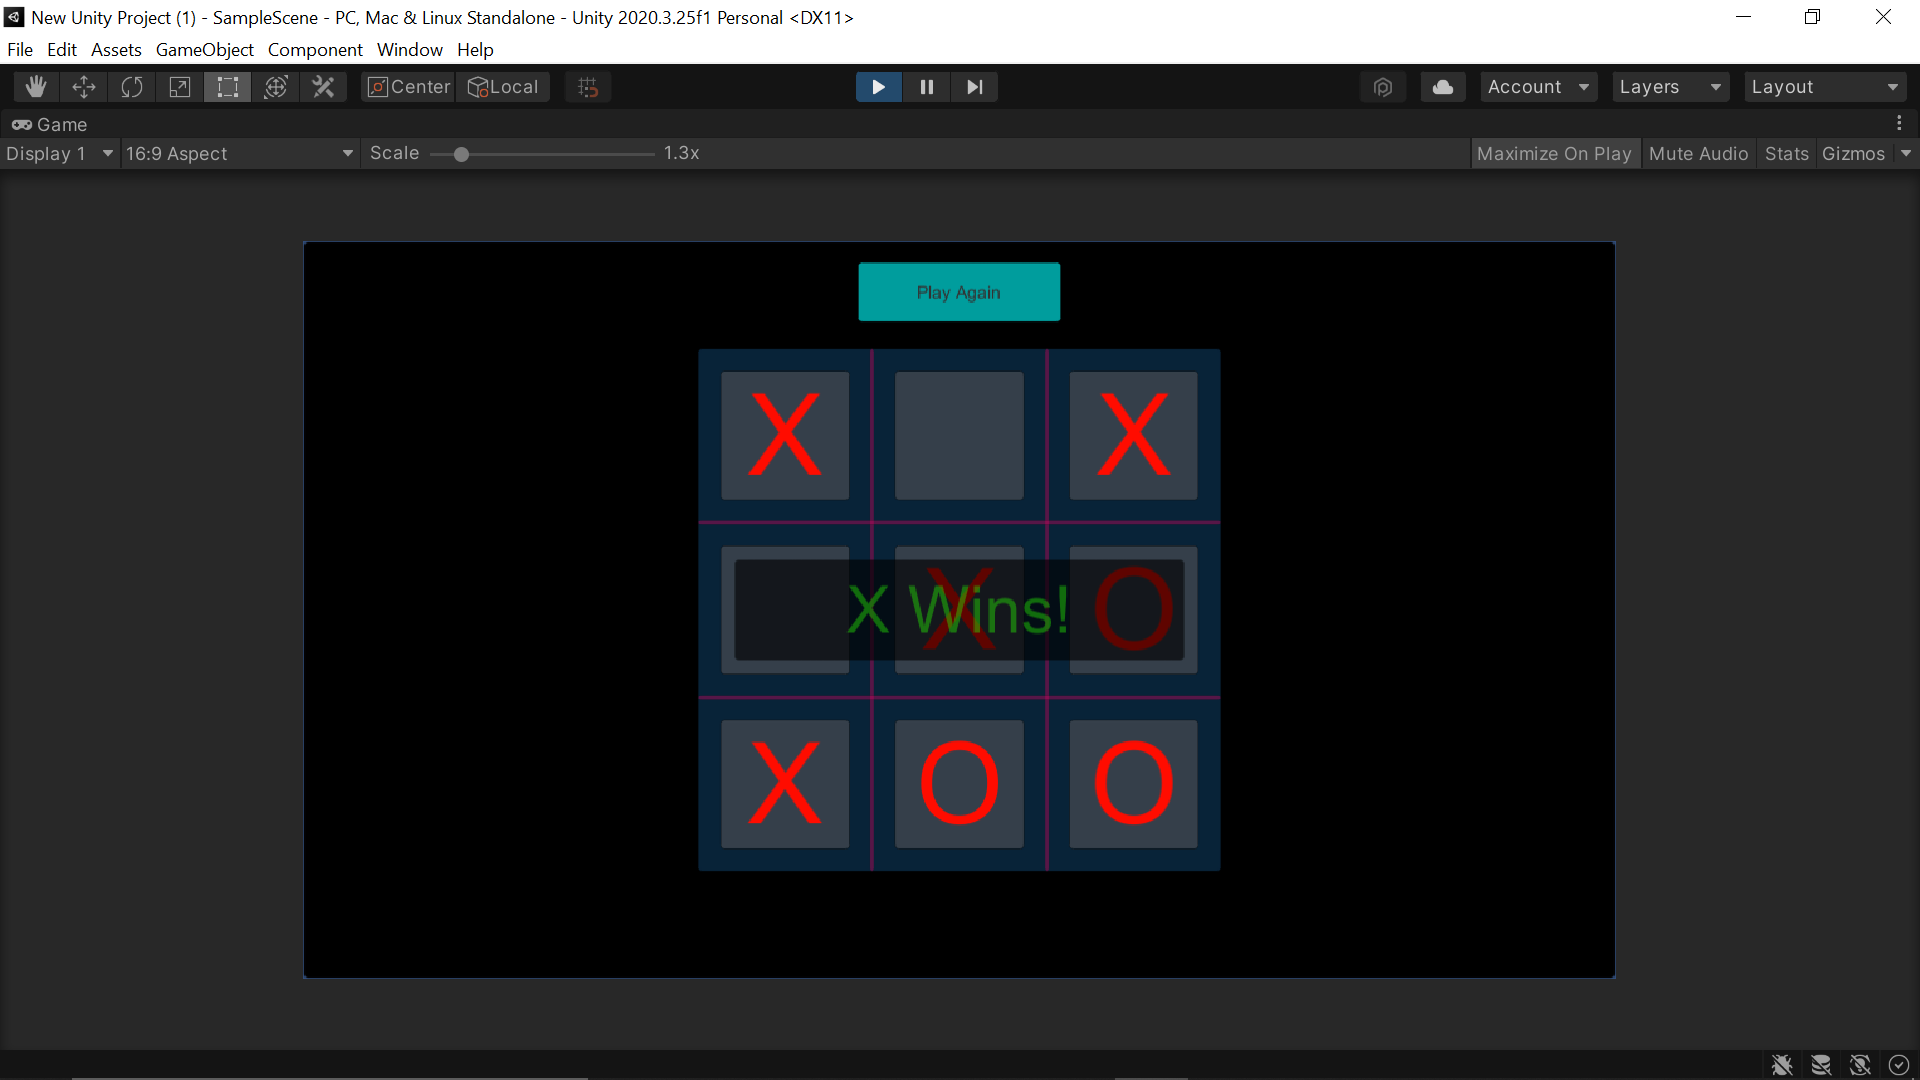 New Unity Project (1) - SampleScene - PC, Mac & Linux Standalone - Unity 2020.3.25f1 Personal <DX11>
File Edit Assets GameObject Component Window Help
Center Local Account Layers Layout
Game
Display 1 16:9 Aspect Scale 1.3x Maximize On Play Mute Audio Stats Gizmos
Play Again
X X
X O
X Wins!
X O O